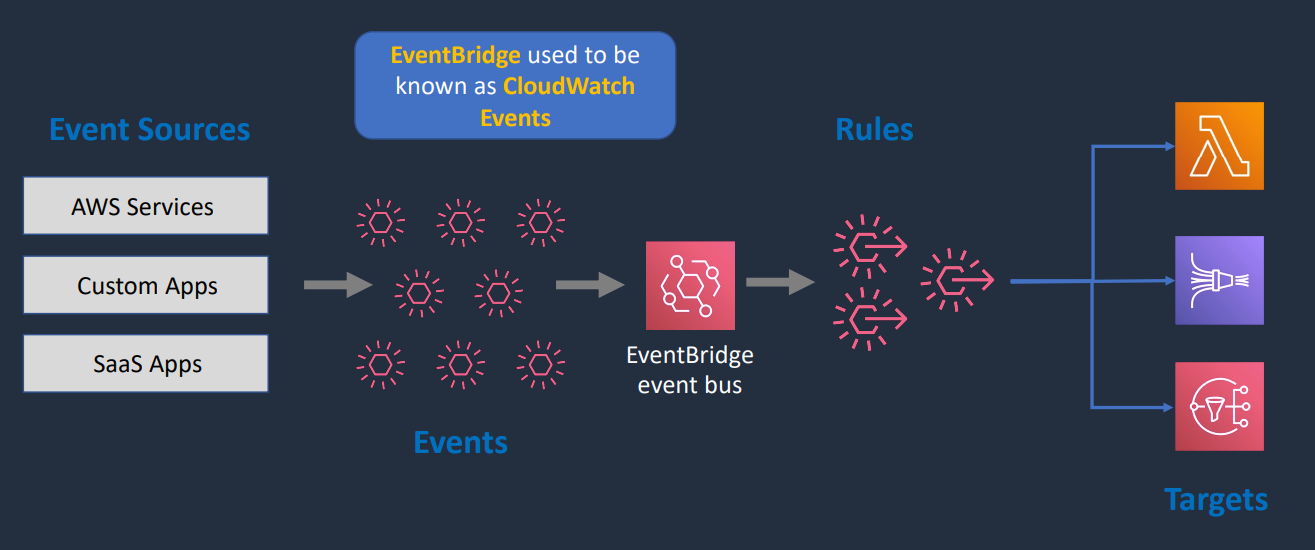 EventBridge used to be
known as CloudWatch
Events
Event Sources
AWS Services
Custom Apps
SaaS Apps
Events
EventBridge
event bus
Rules
Targets